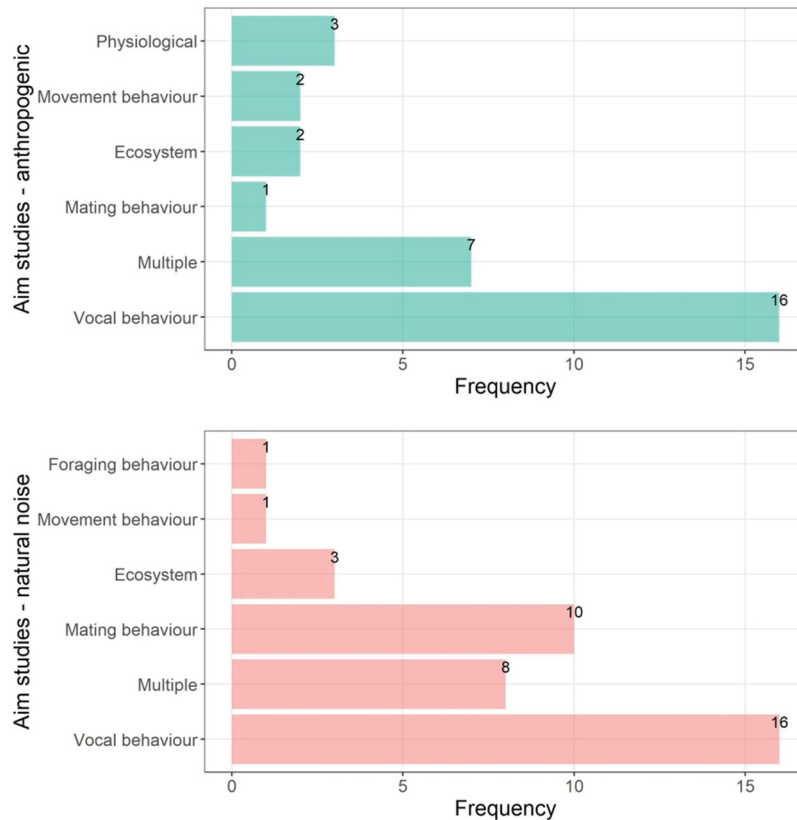 Aim studies - anthropogenic
Physiological
3
Movement behaviour
2
Ecosystem
2
Mating behaviour
1
Multiple
7
Vocal behaviour
16
0
5
10
15
Frequency
Aim studies - natural noise
Foraging behaviour
1
Movement behaviour
1
Ecosystem
3
Mating behaviour
10
Multiple
8
Vocal behaviour
16
0
5
10
15
Frequency